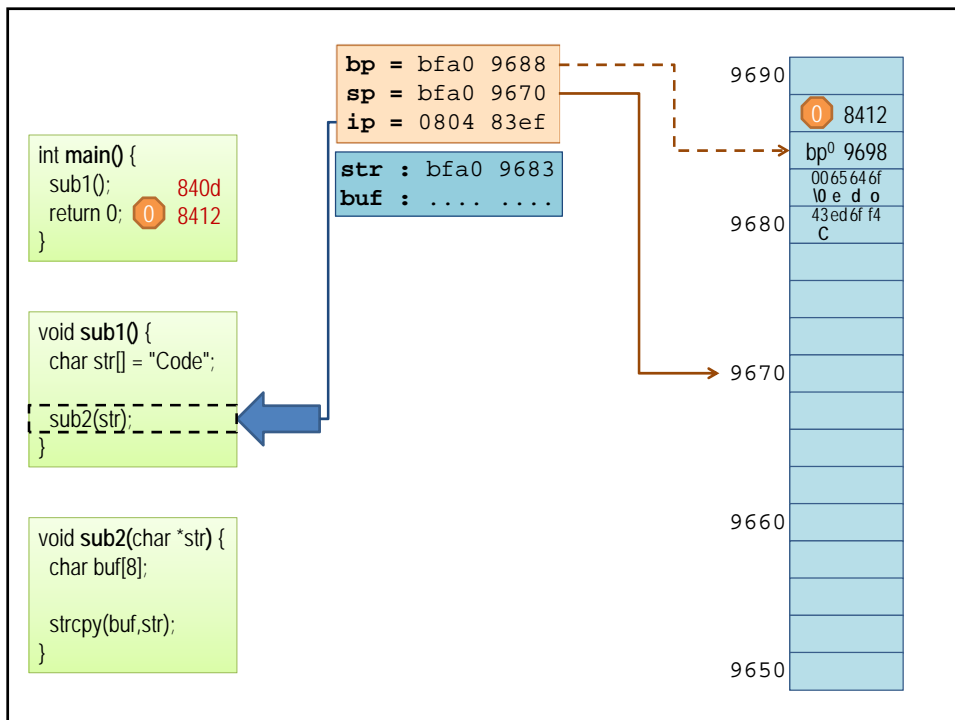 bp = bfa0 9688
sp = bfa0 9670
ip = 0804 83ef
str : bfa0 9683
buf : .... ....
int main() {
sub1(); 840d
return 0; 0 8412
}
void sub1() {
char str[] = "Code";
sub2(str);
}
void sub2(char *str) {
char buf[8];
strcpy(buf,str);
}
9690
0 8412
bp⁰ 9698
00 65 64 6f
\0 e d o
9680
43 ed 6f f4
C
9670
9660
9650